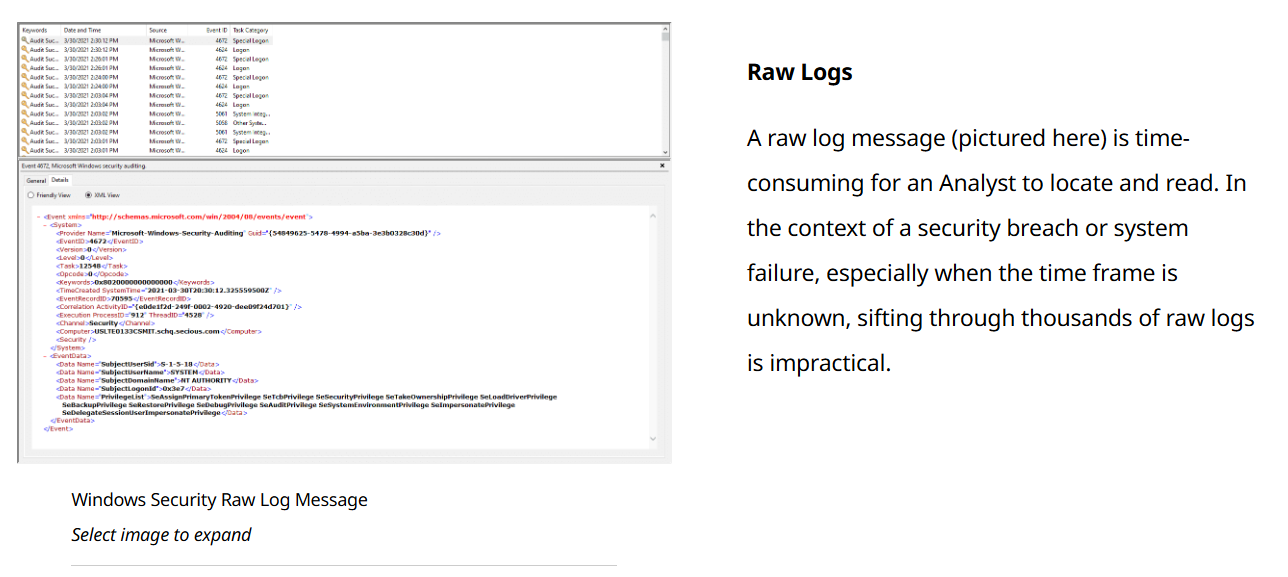 Keywords Date and Time Source Event ID Task Category
Audit Suc... 3/30/2021 2:30:12 PM Microsoft W... 4672 Special Logon
Audit Suc... 3/30/2021 2:30:12 PM Microsoft W... 4624 Logon
Audit Suc... 3/30/2021 2:26:01 PM Microsoft W... 4672 Special Logon
Audit Suc... 3/30/2021 2:26:01 PM Microsoft W... 4624 Logon
Audit Suc... 3/30/2021 2:24:00 PM Microsoft W... 4672 Special Logon
Audit Suc... 3/30/2021 2:24:00 PM Microsoft W... 4624 Logon
Audit Suc... 3/30/2021 2:03:04 PM Microsoft W... 4672 Special Logon
Audit Suc... 3/30/2021 2:03:04 PM Microsoft W... 4624 Logon
Audit Suc... 3/30/2021 2:03:02 PM Microsoft W... 5061 System Integ...
Audit Suc... 3/30/2021 2:03:02 PM Microsoft W... 5058 Other Syste...
Audit Suc... 3/30/2021 2:03:02 PM Microsoft W... 5061 System Integ...
Audit Suc... 3/30/2021 2:03:01 PM Microsoft W... 4672 Special Logon
Audit Suc... 3/30/2021 2:03:01 PM Microsoft W... 4624 Logon
Event 4672, Microsoft Windows security auditing.
General Details
Friendly View XML View
- <Event xmlns="http://schemas.microsoft.com/win/2004/08/events/event">
- <System>
<Provider Name="Microsoft-Windows-Security-Auditing" Guid="{54849625-5478-4994-a5ba-3e3b0328c30d}" />
<EventID>4672</EventID>
<Version>0</Version>
<Level>0</Level>
<Task>12548</Task>
<Opcode>0</Opcode>
<Keywords>0x8020000000000000</Keywords>
<TimeCreated SystemTime="2021-03-30T20:30:12.325559500Z" />
<EventRecordID>70595</EventRecordID>
<Correlation ActivityID="{e0de1f2d-249f-0002-4920-dee09f24d701}" />
<Execution ProcessID="912" ThreadID="4528" />
<Channel>Security</Channel>
<Computer>USLTE0133CSMIT.schq.secious.com</Computer>
<Security />
</System>
- <EventData>
<Data Name="SubjectUserSid">S-1-5-18</Data>
<Data Name="SubjectUserName">SYSTEM</Data>
<Data Name="SubjectDomainName">NT AUTHORITY</Data>
<Data Name="SubjectLogonId">0x3e7</Data>
<Data Name="PrivilegeList">SeAssignPrimaryTokenPrivilege SeTcbPrivilege SeSecurityPrivilege SeTakeOwnershipPrivilege SeLoadDriverPrivilege
SeBackupPrivilege SeRestorePrivilege SeDebugPrivilege SeAuditPrivilege SeSystemEnvironmentPrivilege SeImpersonatePrivilege
SeDelegateSessionUserImpersonatePrivilege</Data>
</EventData>
</Event>
Windows Security Raw Log Message
Select image to expand
Raw Logs
A raw log message (pictured here) is time-
consuming for an Analyst to locate and read. In
the context of a security breach or system
failure, especially when the time frame is
unknown, sifting through thousands of raw logs
is impractical.